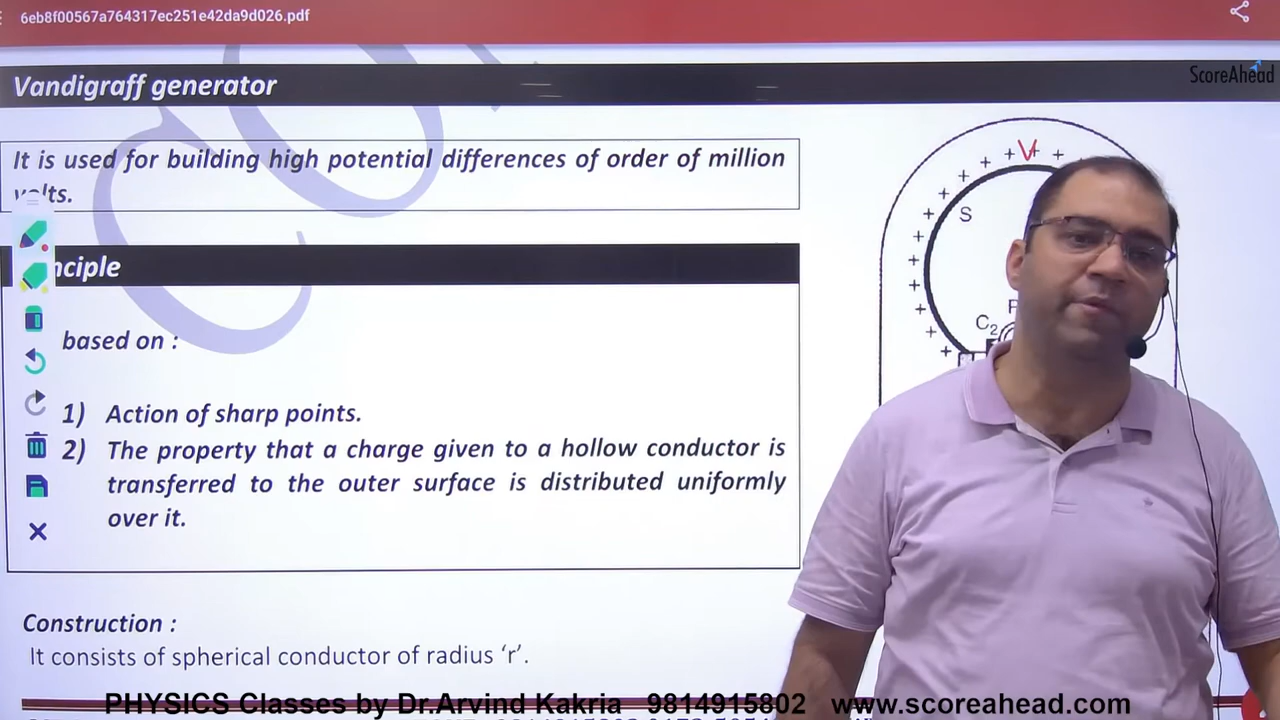 6eb8f00567a764317ec251e42da9d026.pdf
Vandigraff generator
ScoreAhead
It is used for building high potential differences of order of million
volts.
nciple
based on :
1) Action of sharp points.
2) The property that a charge given to a hollow conductor is
transferred to the outer surface is distributed uniformly
over it.
V
S
C2
Construction :
It consists of spherical conductor of radius ‘r’.
PHYSICS Classes by Dr.Arvind Kakria 9814915802 www.scoreahead.com